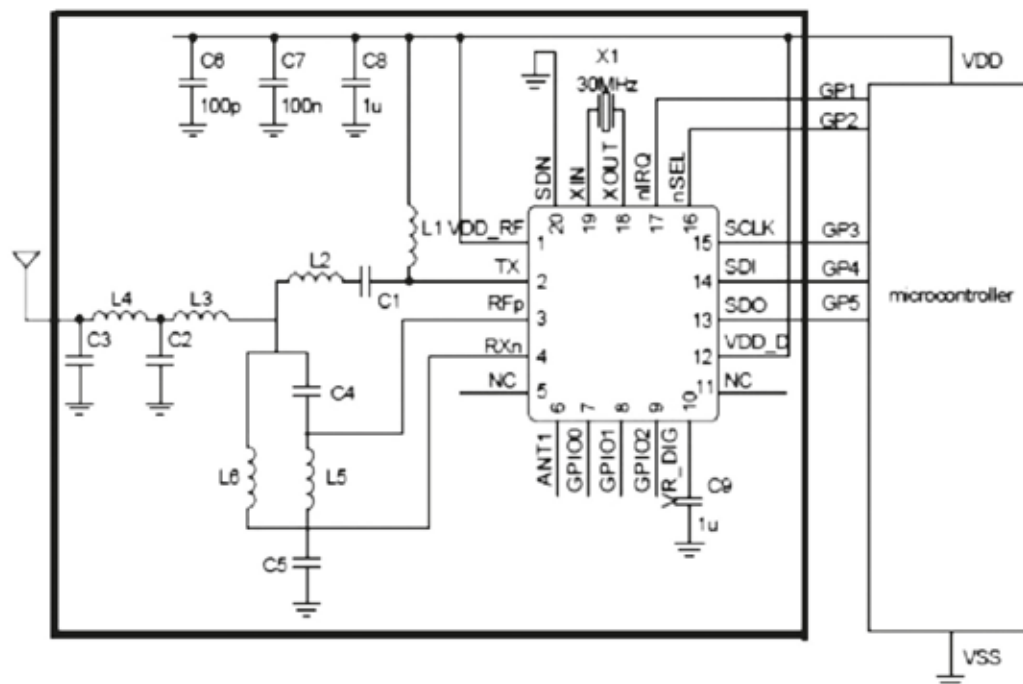 C6
100p
C7
100n
C8
1u
X1
30MHz
VDD
GP1
GP2
SDN
XIN
XOUT
nIRQ
nSEL
20
19
18
17
16
L1
VDD_RF
1
15
SCLK
GP3
L2
C1
TX
2
14
SDI
GP4
microcontroller
L4
L3
RFp
3
13
SDO
GP5
C3
C2
RXn
4
12
VDD_D
C4
NC
5
11
NC
6
7
8
9
10
ANT1
GPIO0
GPIO1
GPIO2
VR_DIG
L6
L5
C9
1u
C5
VSS